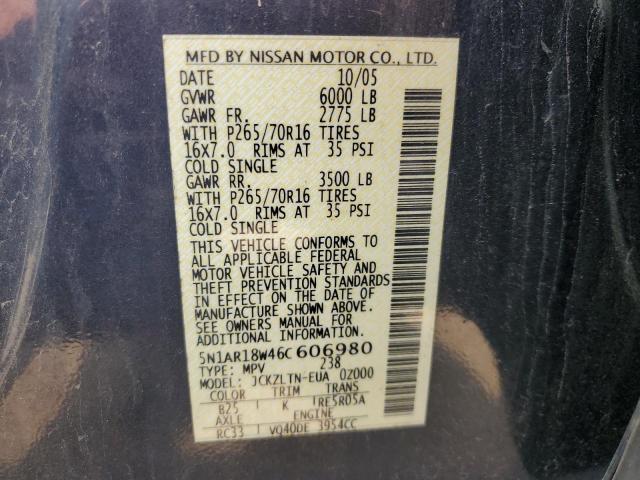 MFD BY NISSAN MOTOR CO., LTD.
DATE 10/05
GVWR 6000 LB
GAWR FR. 2775 LB
WITH P265/70R16 TIRES
16X7.0 RIMS AT 35 PSI
COLD SINGLE
GAWR RR. 3500 LB
WITH P265/70R16 TIRES
16X7.0 RIMS AT 35 PSI
COLD SINGLE
THIS VEHICLE CONFORMS TO
ALL APPLICABLE FEDERAL
MOTOR VEHICLE SAFETY AND
THEFT PREVENTION STANDARDS
IN EFFECT ON THE DATE OF
MANUFACTURE SHOWN ABOVE.
SEE OWNERS MANUAL FOR
ADDITIONAL INFORMATION.
5N1AR18W46C606980
TYPE: MPV 238
MODEL: JCKZLTN-EUA 0Z000
COLOR TRIM TRANS
B25 K RE5R05A
AXLE ENGINE
RC33 VQ40DE 3954CC